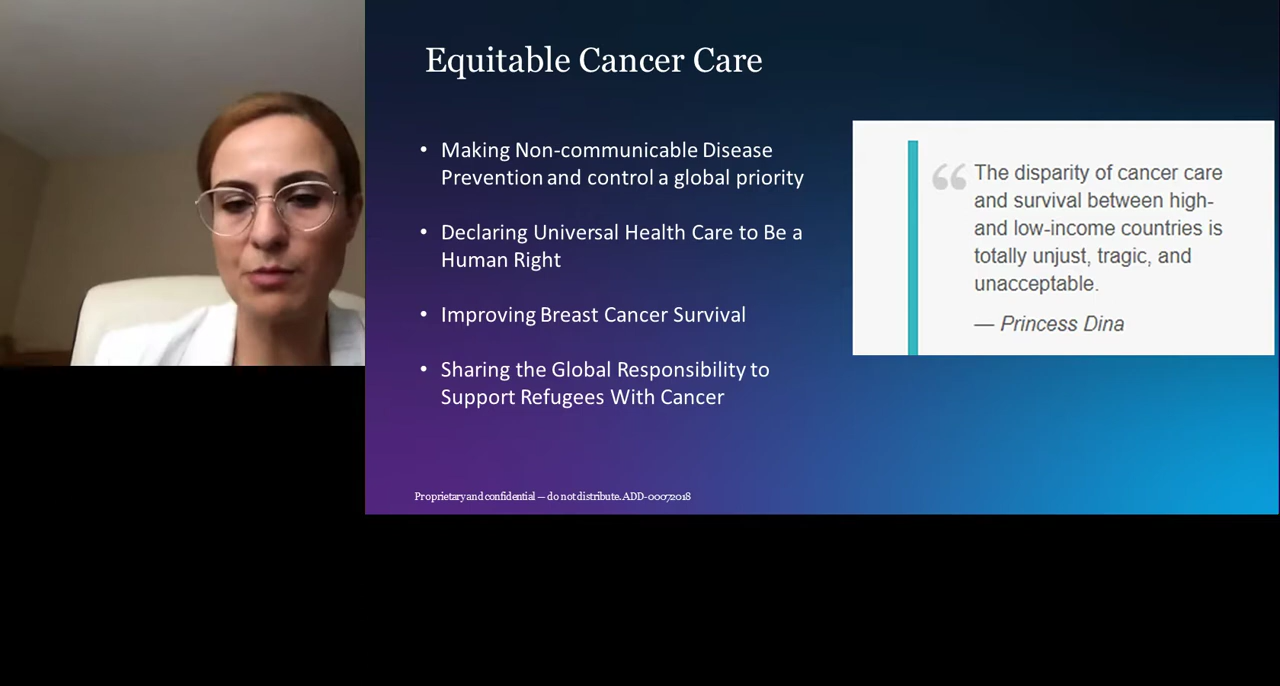 Equitable Cancer Care
• Making Non-communicable Disease
Prevention and control a global priority
• Declaring Universal Health Care to Be a
Human Right
• Improving Breast Cancer Survival
• Sharing the Global Responsibility to
Support Refugees With Cancer
“ The disparity of cancer care
and survival between high-
and low-income countries is
totally unjust, tragic, and
unacceptable.
— Princess Dina
Proprietary and confidential — do not distribute. ADD-00072018